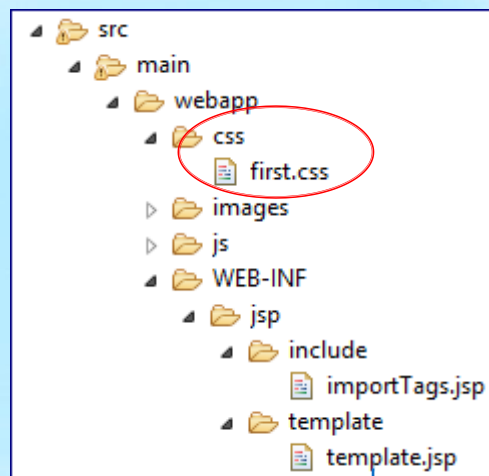 src
main
webapp
css
first.css
images
js
WEB-INF
jsp
include
importTags.jsp
template
template.jsp